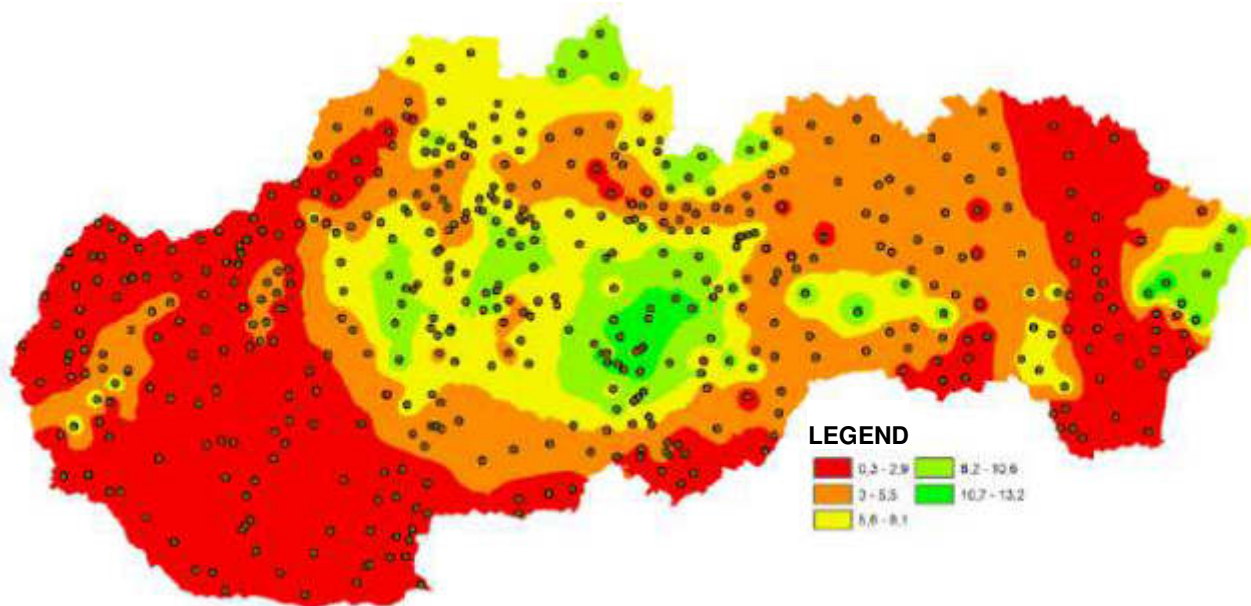 LEGEND
0,3 - 2,9
3 - 5,5
5,6 - 8,1
8,2 - 10,6
10,7 - 13,2